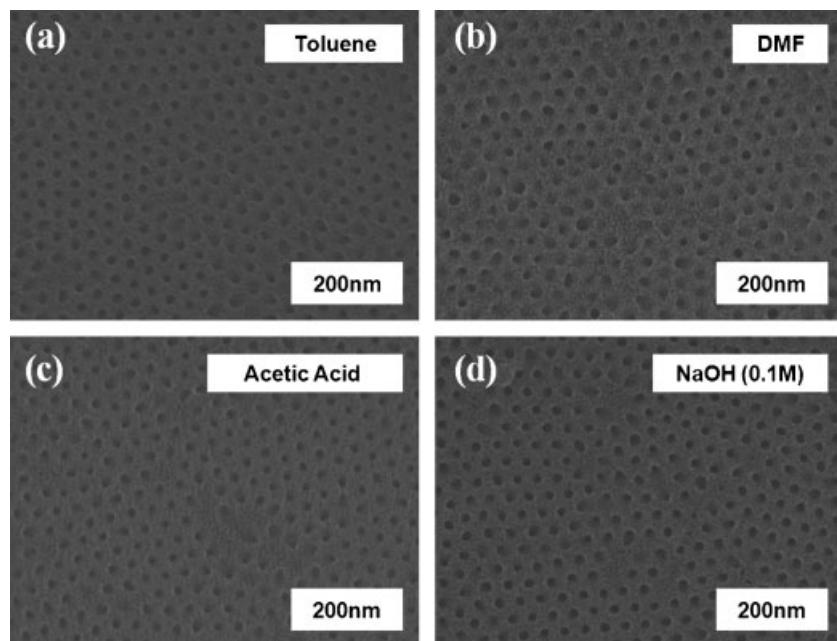 (a) Toluene
200nm
(b) DMF
200nm
(c) Acetic Acid
200nm
(d) NaOH (0.1M)
200nm